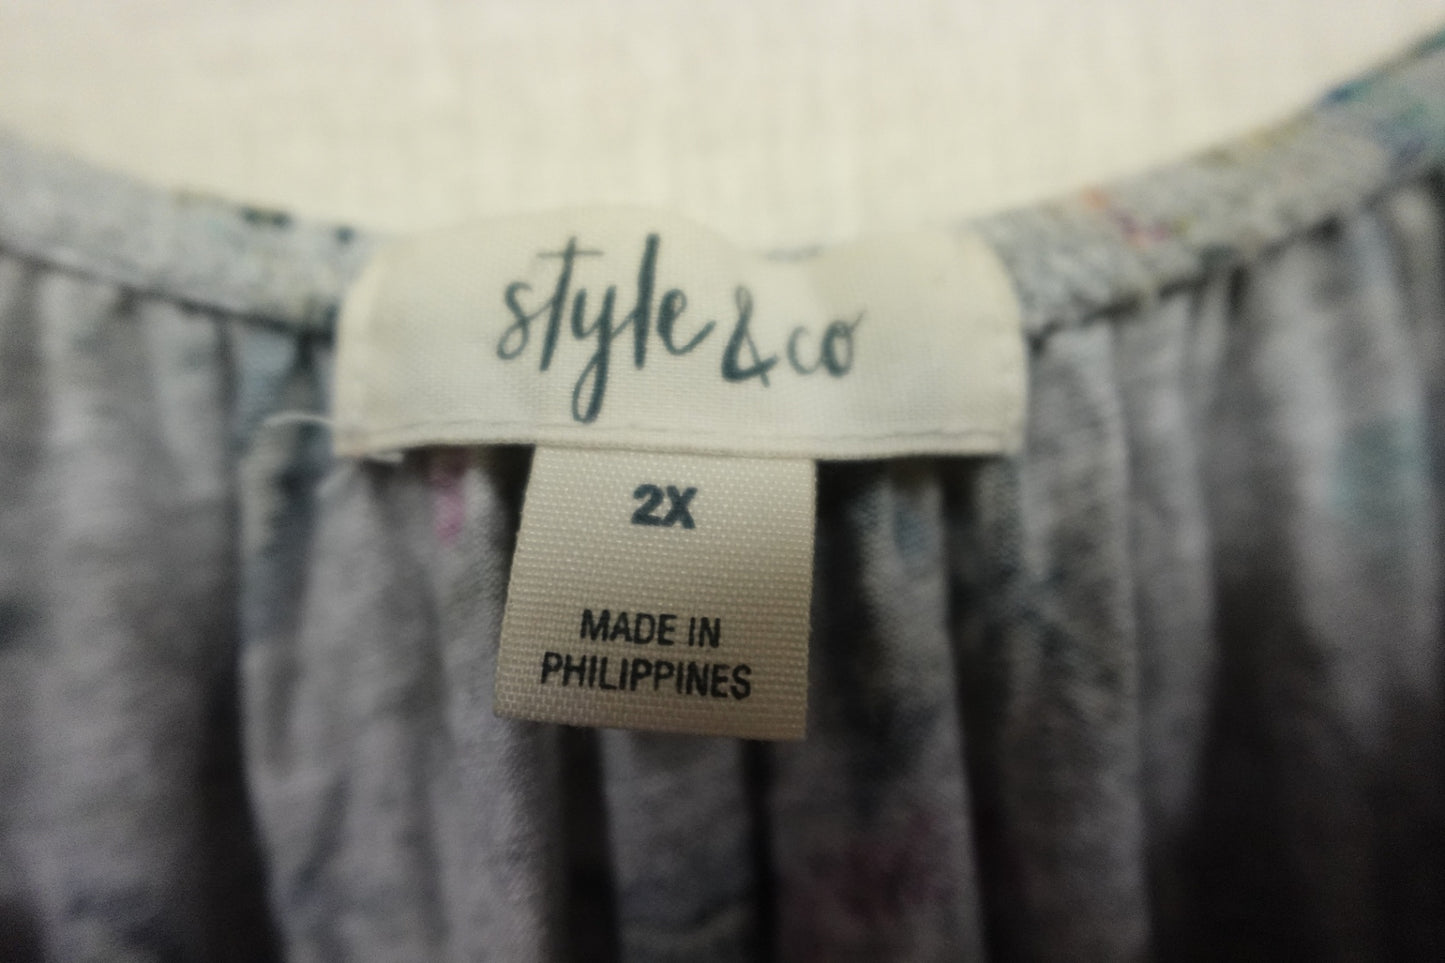 style & co
2X
MADE IN
PHILIPPINES